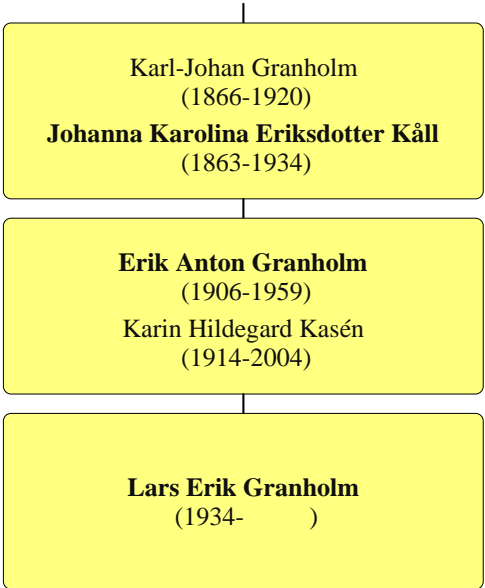 Karl-Johan Granholm
(1866-1920)
Johanna Karolina Eriksdotter Kåll
(1863-1934)
Erik Anton Granholm
(1906-1959)
Karin Hildegard Kasén
(1914-2004)
Lars Erik Granholm
(1934- )